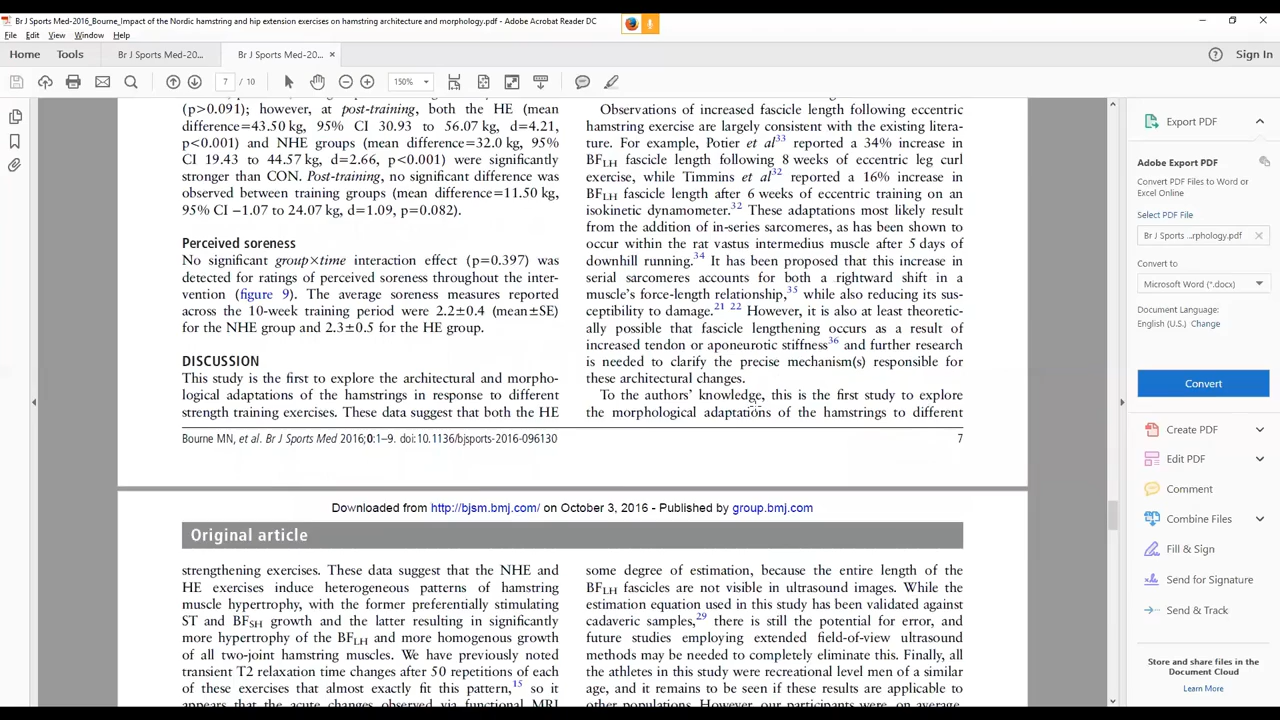 Br J Sports Med-2016_Bourne_Impact of the Nordic hamstring and hip extension exercises on hamstring architecture and morphology.pdf - Adobe Acrobat Reader DC
File Edit View Window Help
Home Tools Br J Sports Med-20... Br J Sports Med-20... × Sign In
7 / 10 150%
(p>0.091); however, at post-training, both the HE (mean
difference=43.50 kg, 95% CI 30.93 to 56.07 kg, d=4.21,
p<0.001) and NHE groups (mean difference=32.0 kg, 95%
CI 19.43 to 44.57 kg, d=2.66, p<0.001) were significantly
stronger than CON. Post-training, no significant difference was
observed between training groups (mean difference=11.50 kg,
95% CI −1.07 to 24.07 kg, d=1.09, p=0.082).
Perceived soreness
No significant group×time interaction effect (p=0.397) was
detected for ratings of perceived soreness throughout the inter-
vention (figure 9). The average soreness measures reported
across the 10-week training period were 2.2±0.4 (mean±SE)
for the NHE group and 2.3±0.5 for the HE group.
DISCUSSION
This study is the first to explore the architectural and morpho-
logical adaptations of the hamstrings in response to different
strength training exercises. These data suggest that both the HE
Observations of increased fascicle length following eccentric
hamstring exercise are largely consistent with the existing litera-
ture. For example, Potier et al33 reported a 34% increase in
BFLH fascicle length following 8 weeks of eccentric leg curl
exercise, while Timmins et al32 reported a 16% increase in
BFLH fascicle length after 6 weeks of eccentric training on an
isokinetic dynamometer.32 These adaptations most likely result
from the addition of in-series sarcomeres, as has been shown to
occur within the rat vastus intermedius muscle after 5 days of
downhill running.34 It has been proposed that this increase in
serial sarcomeres accounts for both a rightward shift in a
muscle's force-length relationship,35 while also reducing its sus-
ceptibility to damage.21 22 However, it is also at least theoretic-
ally possible that fascicle lengthening occurs as a result of
increased tendon or aponeurotic stiffness36 and further research
is needed to clarify the precise mechanism(s) responsible for
these architectural changes.
To the authors' knowledge, this is the first study to explore
the morphological adaptations of the hamstrings to different
Bourne MN, et al. Br J Sports Med 2016;0:1–9. doi:10.1136/bjsports-2016-096130 7
Downloaded from http://bjsm.bmj.com/ on October 3, 2016 - Published by group.bmj.com
Original article
strengthening exercises. These data suggest that the NHE and
HE exercises induce heterogeneous patterns of hamstring
muscle hypertrophy, with the former preferentially stimulating
ST and BFSH growth and the latter resulting in significantly
more hypertrophy of the BFLH and more homogenous growth
of all two-joint hamstring muscles. We have previously noted
transient T2 relaxation time changes after 50 repetitions of each
of these exercises that almost exactly fit this pattern,15 so it
appears that the acute changes observed via functional MRI
some degree of estimation, because the entire length of the
BFLH fascicles are not visible in ultrasound images. While the
estimation equation used in this study has been validated against
cadaveric samples,29 there is still the potential for error, and
future studies employing extended field-of-view ultrasound
methods may be needed to completely eliminate this. Finally, all
the athletes in this study were recreational level men of a similar
age, and it remains to be seen if these results are applicable to
other populations. However, our participants were, on average,
Export PDF
Adobe Export PDF
Convert PDF Files to Word or
Excel Online
Select PDF File
Br J Sports ...rphology.pdf ×
Convert to
Microsoft Word (*.docx)
Document Language:
English (U.S.) Change
Convert
Create PDF
Edit PDF
Comment
Combine Files
Fill & Sign
Send for Signature
Send & Track
Store and share files in the
Document Cloud
Learn More